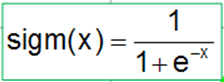 sigm(x) = 1 / (1 + e^-x)